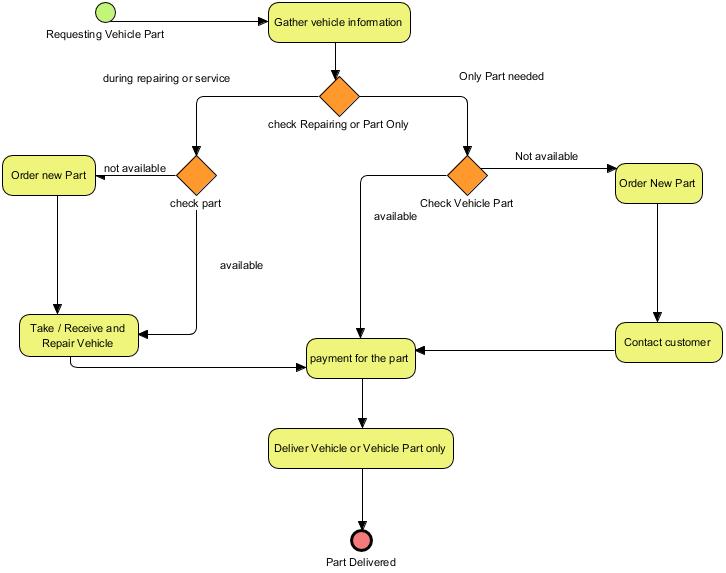 Gather vehicle information
Requesting Vehicle Part
during repairing or service
Only Part needed
check Repairing or Part Only
Order new Part
not available
check part
Check Vehicle Part
Not available
Order New Part
available
available
Take / Receive and
Repair Vehicle
payment for the part
Contact customer
Deliver Vehicle or Vehicle Part only
Part Delivered